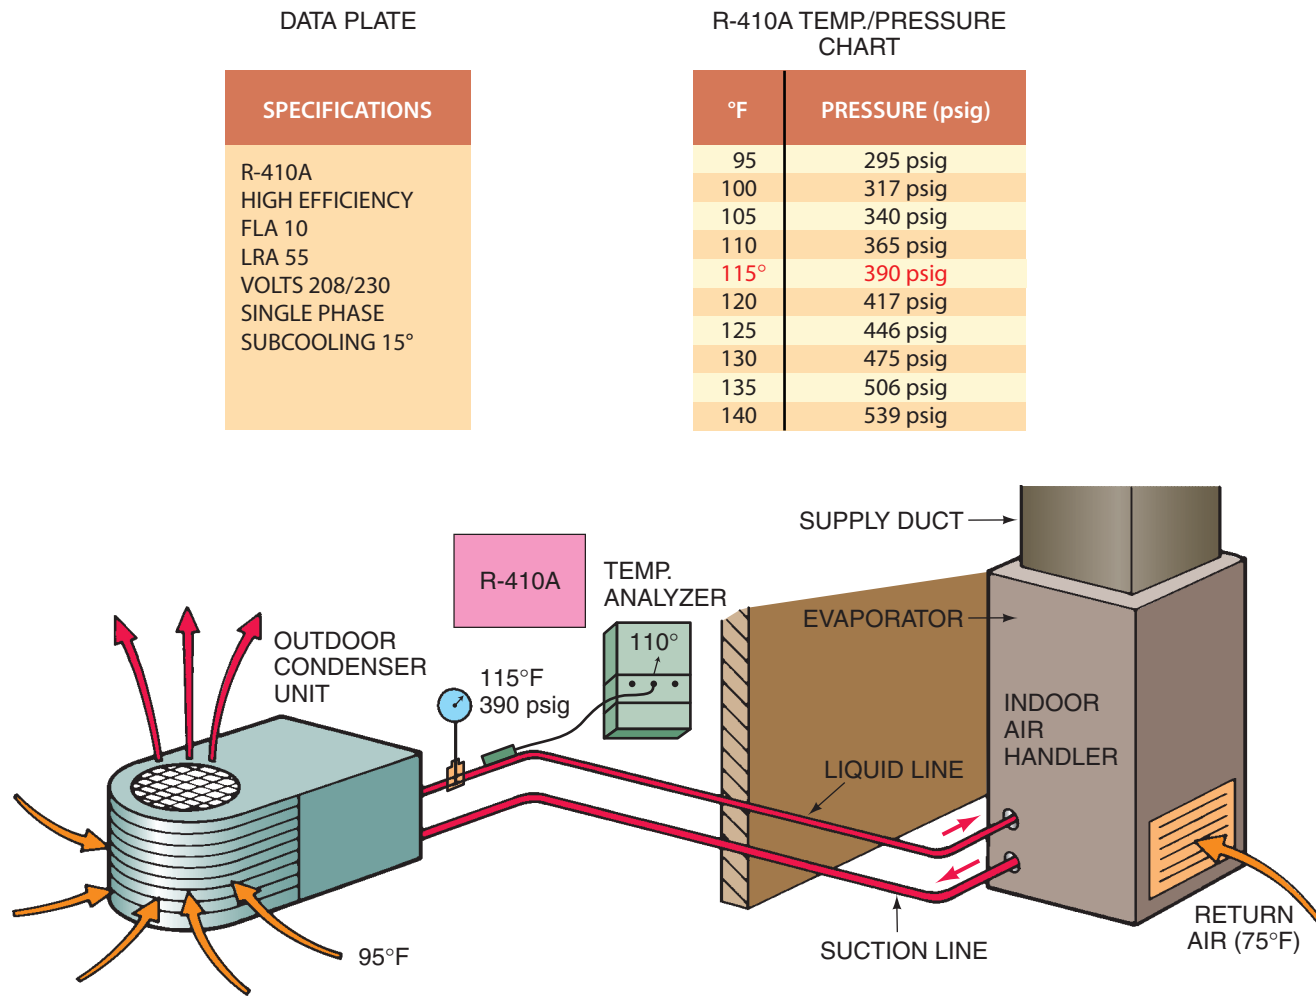 DATA PLATE
SPECIFICATIONS
R-410A
HIGH EFFICIENCY
FLA 10
LRA 55
VOLTS 208/230
SINGLE PHASE
SUBCOOLING 15°
R-410A TEMP./PRESSURE
CHART
°F PRESSURE (psig)
95 295 psig
100 317 psig
105 340 psig
110 365 psig
115° 390 psig
120 417 psig
125 446 psig
130 475 psig
135 506 psig
140 539 psig
SUPPLY DUCT
R-410A
TEMP.
ANALYZER
110°
EVAPORATOR
OUTDOOR
CONDENSER
UNIT
115°F
390 psig
INDOOR
AIR
HANDLER
LIQUID LINE
SUCTION LINE
95°F
RETURN
AIR (75°F)